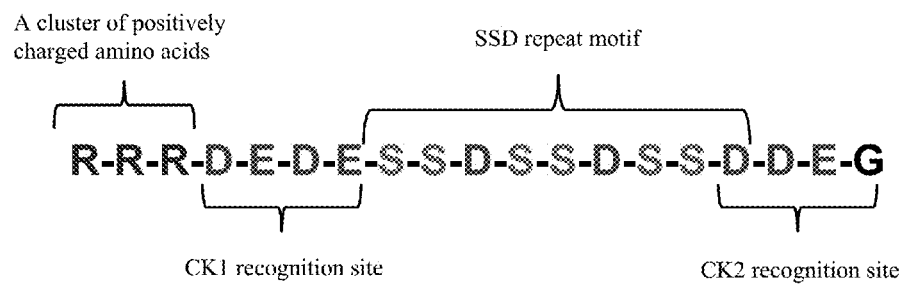 A cluster of positively
charged amino acids
SSD repeat motif
R-R-R-D-E-D-E-S-S-D-S-S-D-S-S-D-D-E-G
CK1 recognition site
CK2 recognition site